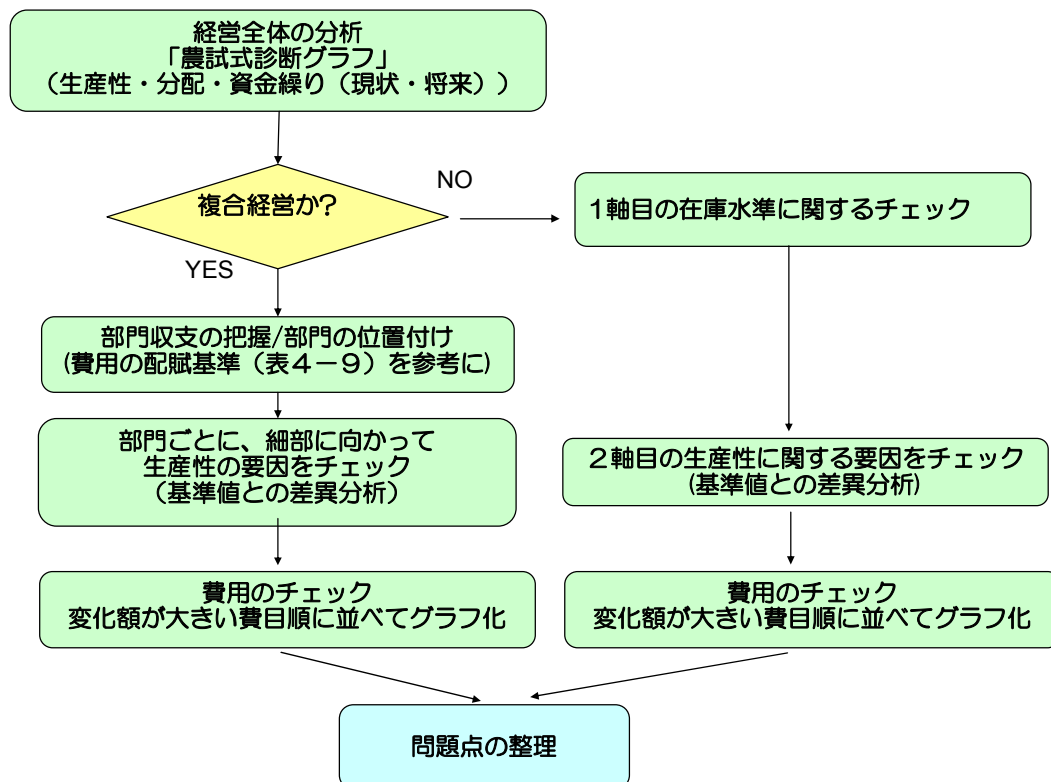 経営全体の分析
「農試式診断グラフ」
（生産性・分配・資金繰り（現状・将来））
複合経営か?
NO
YES
1軸目の在庫水準に関するチェック
部門収支の把握/部門の位置付け
(費用の配賦基準（表４－９）を参考に)
部門ごとに、細部に向かって
生産性の要因をチェック
（基準値との差異分析）
２軸目の生産性に関する要因をチェック
(基準値との差異分析)
費用のチェック
変化額が大きい費目順に並べてグラフ化
費用のチェック
変化額が大きい費目順に並べてグラフ化
問題点の整理